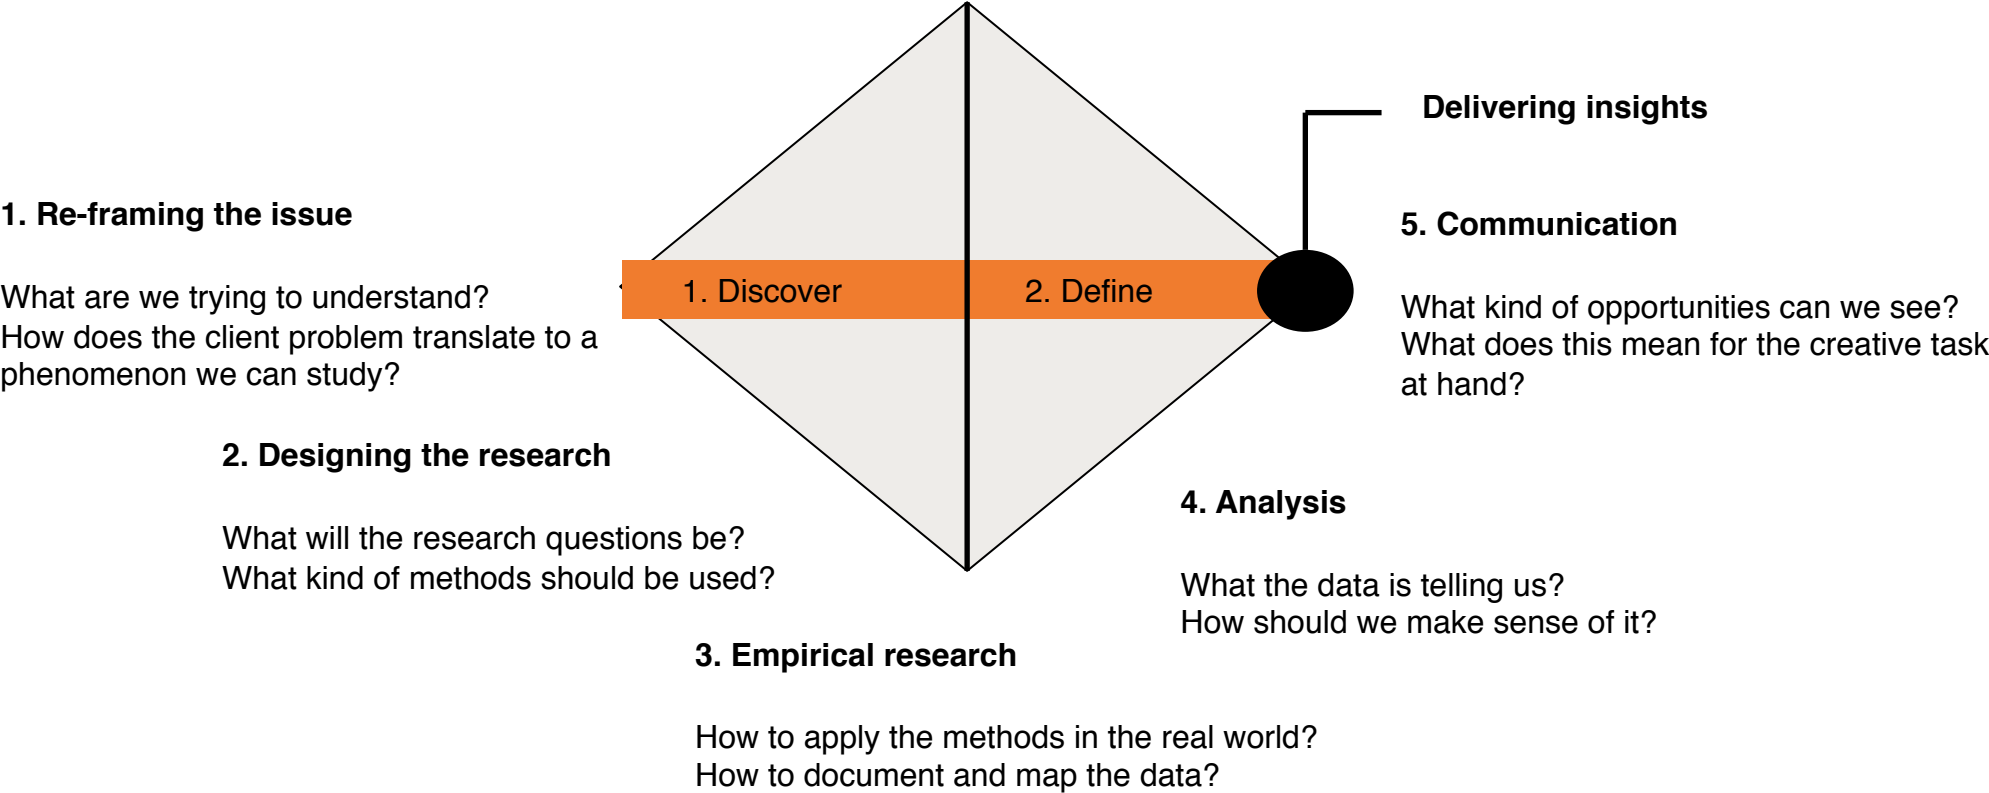 Delivering insights
1. Re-framing the issue
What are we trying to understand?
How does the client problem translate to a
phenomenon we can study?
1. Discover
2. Define
5. Communication
What kind of opportunities can we see?
What does this mean for the creative task
at hand?
2. Designing the research
What will the research questions be?
What kind of methods should be used?
4. Analysis
What the data is telling us?
How should we make sense of it?
3. Empirical research
How to apply the methods in the real world?
How to document and map the data?